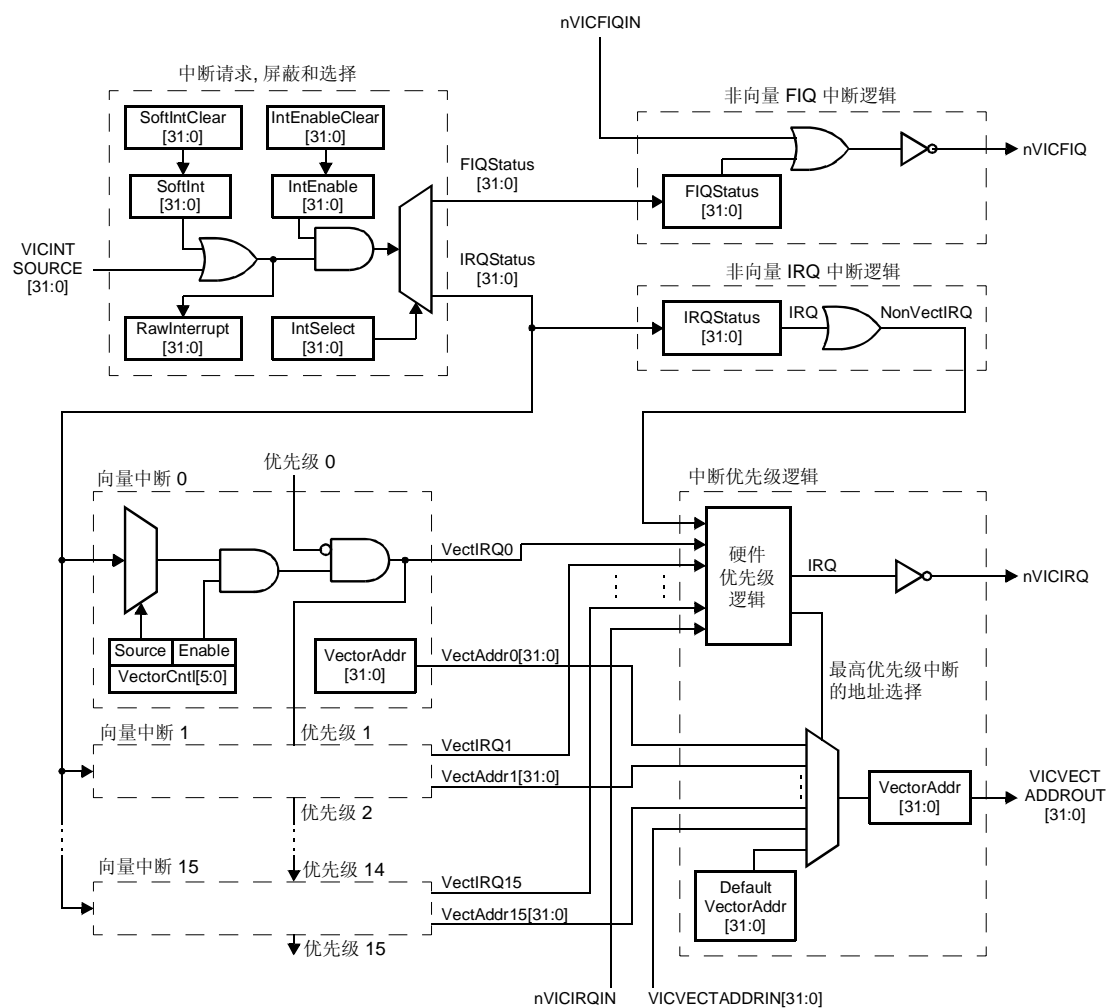 nVICFIQIN
中断请求, 屏蔽和选择
SoftIntClear
[31:0]
IntEnableClear
[31:0]
SoftInt
[31:0]
IntEnable
[31:0]
VICINT
SOURCE
[31:0]
RawInterrupt
[31:0]
IntSelect
[31:0]
FIQStatus
[31:0]
IRQStatus
[31:0]
非向量 FIQ 中断逻辑
FIQStatus
[31:0]
nVICFIQ
非向量 IRQ 中断逻辑
IRQStatus
[31:0]
IRQ
NonVectIRQ
向量中断 0
优先级 0
Source
Enable
VectorCntl[5:0]
VectorAddr
[31:0]
VectIRQ0
VectAddr0[31:0]
向量中断 1
优先级 1
VectIRQ1
VectAddr1[31:0]
优先级 2
向量中断 15
优先级 14
VectIRQ15
VectAddr15[31:0]
优先级 15
中断优先级逻辑
硬件
优先级
逻辑
IRQ
nVICIRQ
最高优先级中断
的地址选择
VectorAddr
[31:0]
VICVECT
ADDROUT
[31:0]
Default
VectorAddr
[31:0]
nVICIRQIN
VICVECTADDRIN[31:0]